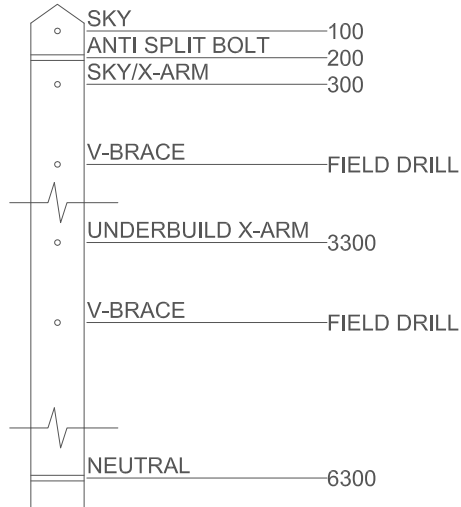 SKY 100
ANTI SPLIT BOLT 200
SKY/X-ARM 300
V-BRACE FIELD DRILL
UNDERBUILD X-ARM 3300
V-BRACE FIELD DRILL
NEUTRAL 6300